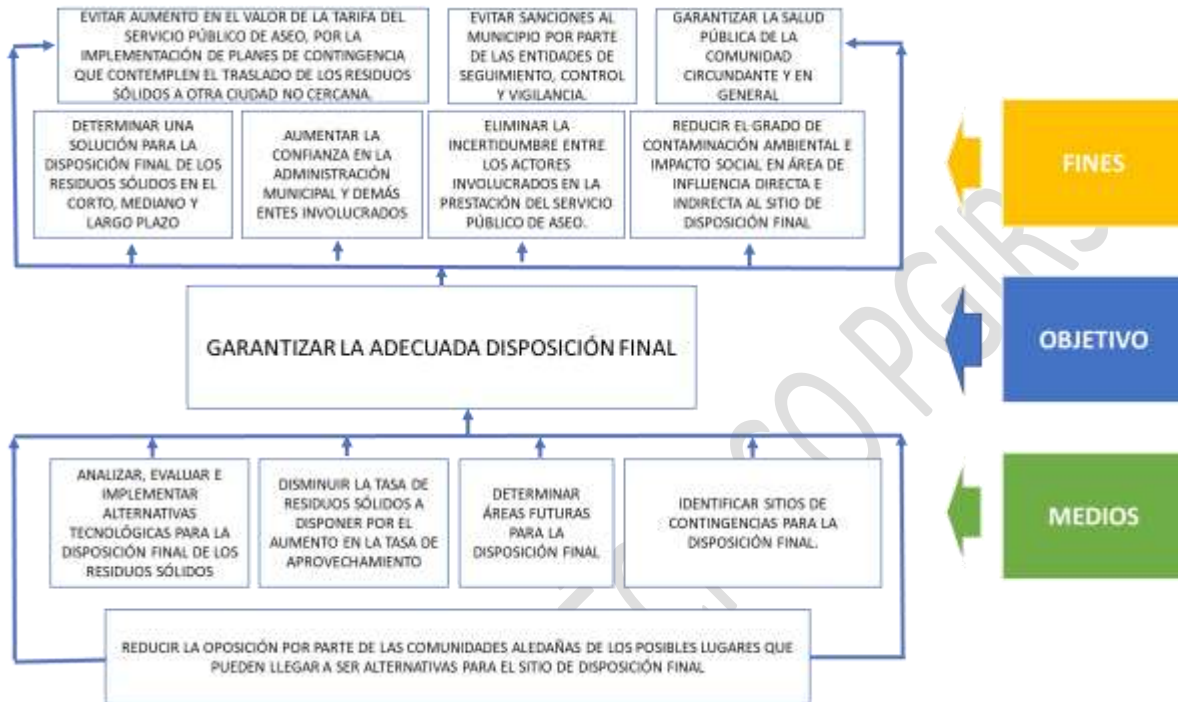 EVITAR AUMENTO EN EL VALOR DE LA TARIFA DEL
SERVICIO PÚBLICO DE ASEO, POR LA
IMPLEMENTACIÓN DE PLANES DE CONTINGENCIA
QUE CONTEMPLEN EL TRASLADO DE LOS RESIDUOS
SÓLIDOS A OTRA CIUDAD NO CERCANA.
EVITAR SANCIONES AL
MUNICIPIO POR PARTE
DE LAS ENTIDADES DE
SEGUIMIENTO, CONTROL
Y VIGILANCIA.
GARANTIZAR LA SALUD
PÚBLICA DE LA
COMUNIDAD
CIRCUNDANTE Y EN
GENERAL
DETERMINAR UNA
SOLUCIÓN PARA LA
DISPOSICIÓN FINAL DE LOS
RESIDUOS SÓLIDOS EN EL
CORTO, MEDIANO Y
LARGO PLAZO
AUMENTAR LA
CONFIANZA EN LA
ADMINISTRACIÓN
MUNICIPAL Y DEMÁS
ENTES INVOLUCRADOS
ELIMINAR LA
INCERTIDUMBRE ENTRE
LOS ACTORES
INVOLUCRADOS EN LA
PRESTACIÓN DEL SERVICIO
PÚBLICO DE ASEO.
REDUCIR EL GRADO DE
CONTAMINACIÓN AMBIENTAL E
IMPACTO SOCIAL EN ÁREA DE
INFLUENCIA DIRECTA E
INDIRECTA AL SITIO DE
DISPOSICIÓN FINAL
FINES
GARANTIZAR LA ADECUADA DISPOSICIÓN FINAL
OBJETIVO
ANALIZAR, EVALUAR E
IMPLEMENTAR
ALTERNATIVAS
TECNOLÓGICAS PARA LA
DISPOSICIÓN FINAL DE LOS
RESIDUOS SÓLIDOS
DISMINUIR LA TASA DE
RESIDUOS SÓLIDOS A
DISPONER POR EL
AUMENTO EN LA TASA DE
APROVECHAMIENTO
DETERMINAR
ÁREAS FUTURAS
PARA LA
DISPOSICIÓN FINAL
IDENTIFICAR SITIOS DE
CONTINGENCIAS PARA LA
DISPOSICIÓN FINAL.
MEDIOS
REDUCIR LA OPOSICIÓN POR PARTE DE LAS COMUNIDADES ALEDAÑAS DE LOS POSIBLES LUGARES QUE
PUEDEN LLEGAR A SER ALTERNATIVAS PARA EL SITIO DE DISPOSICIÓN FINAL